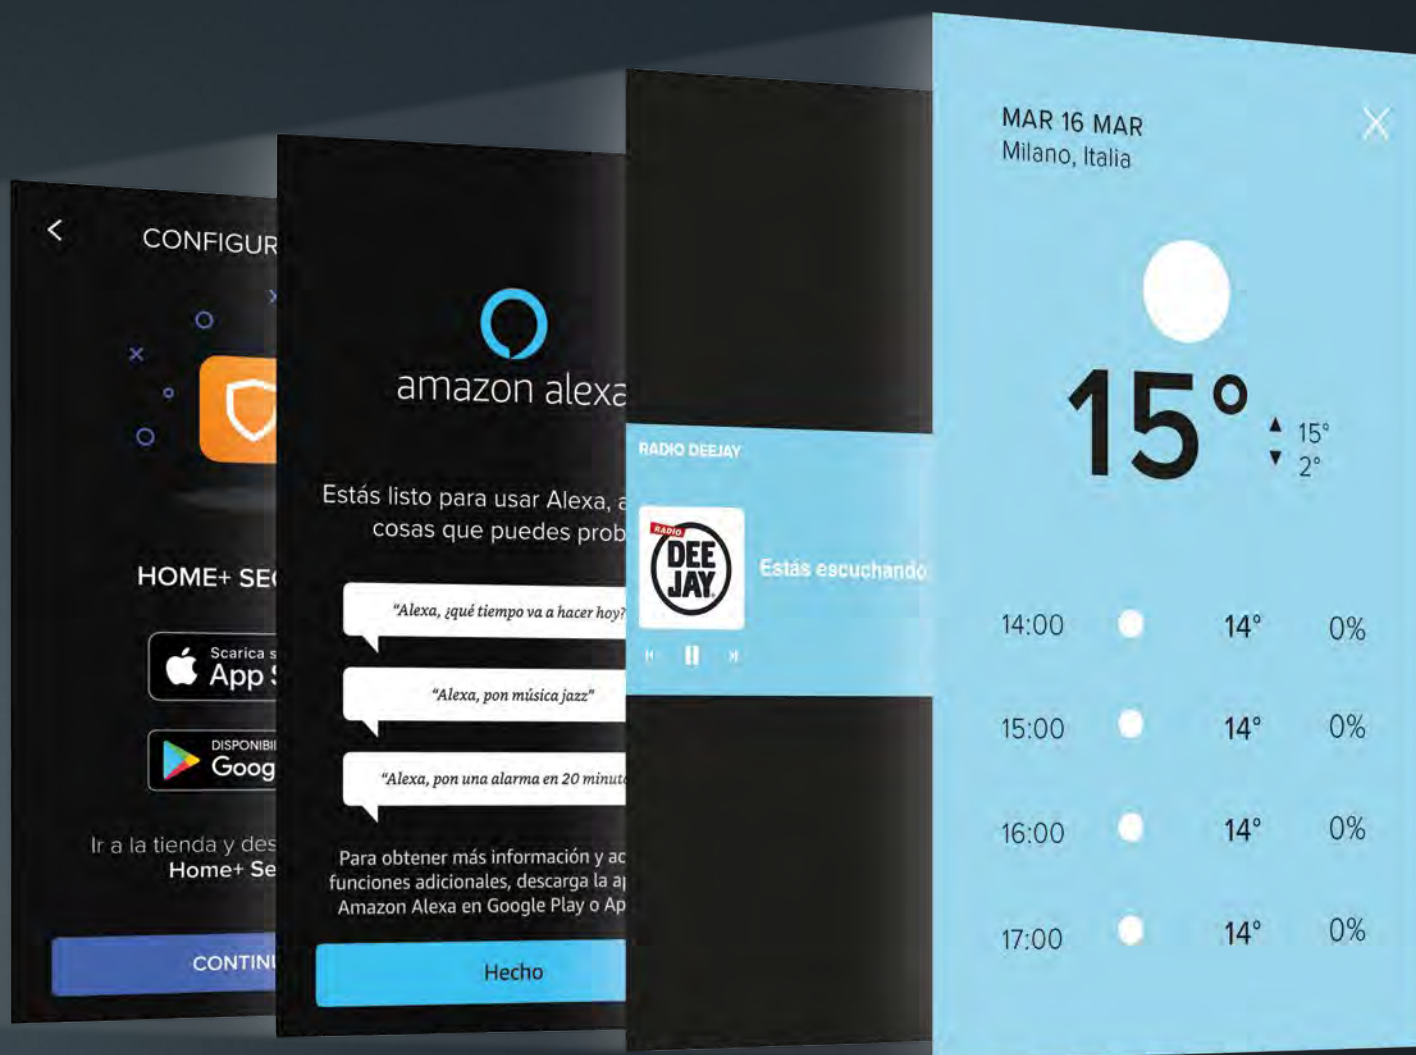 CONFIGUR
HOME+ SEC
Scarica s
App S
DISPONIBI
Goog
Ir a la tienda y des
Home+ Se
CONTINU
amazon alexa
Estás listo para usar Alexa, a
cosas que puedes prob
“Alexa, ¿qué tiempo va a hacer hoy?
“Alexa, pon música jazz”
“Alexa, pon una alarma en 20 minuto
Para obtener más información y ac
funciones adicionales, descarga la ap
Amazon Alexa en Google Play o Ap
Hecho
RADIO DEEJAY
RADIO
DEE
JAY
Estás escuchando
MAR 16 MAR
Milano, Italia
15°
15°
2°
14:00 14° 0%
15:00 14° 0%
16:00 14° 0%
17:00 14° 0%